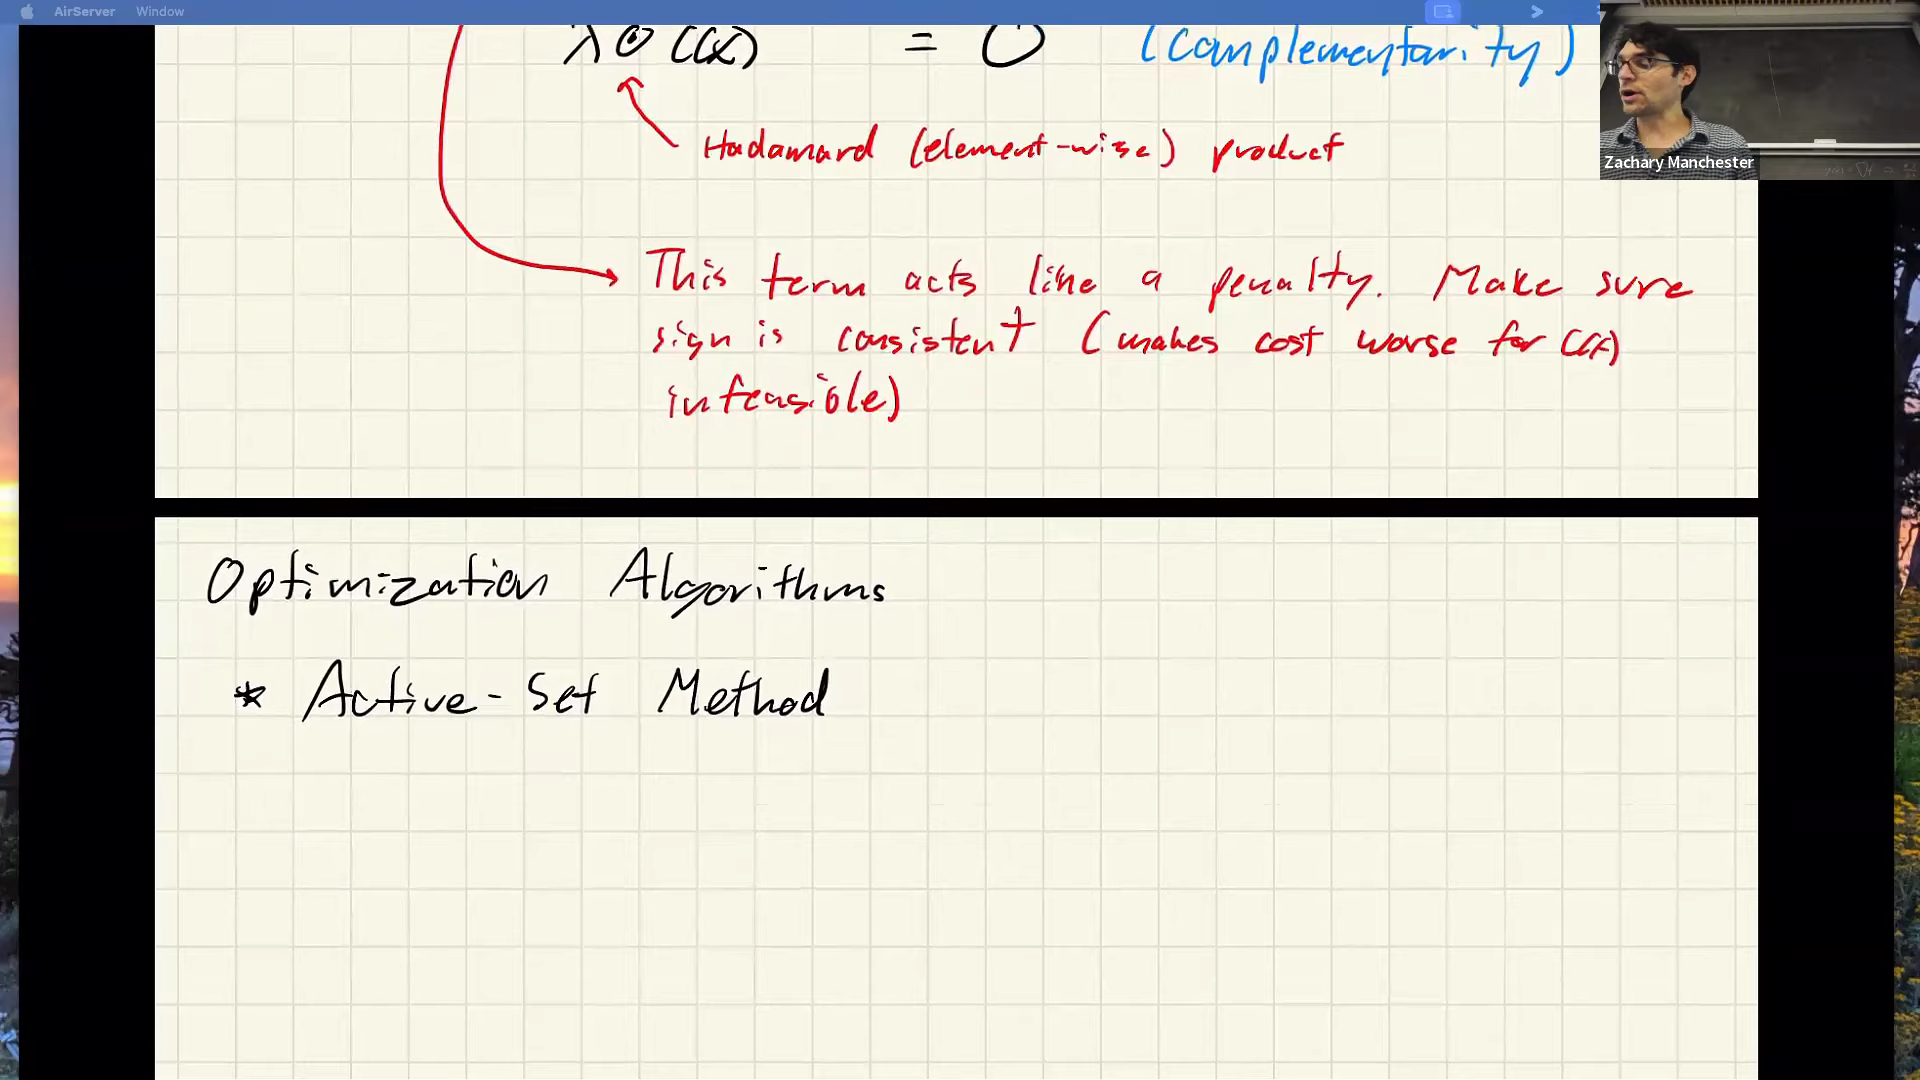 AirServer Window
λ ⊙ C(x) = 0 (complementarity)
Hadamard (element-wise) product
Zachary Manchester
This term acts like a penalty. Make sure
sign is consistent (makes cost worse for C(x)
infeasible)
Optimization Algorithms
* Active-Set Method